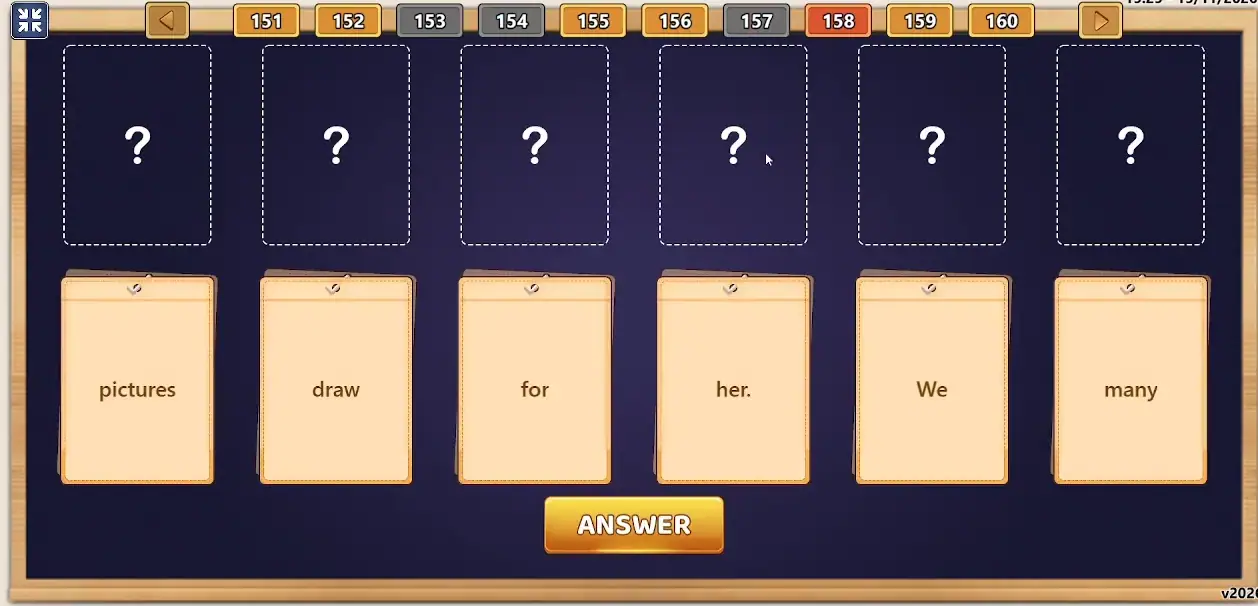 151 152 153 154 155 156 157 158 159 160
? ? ? ? ? ?
pictures draw for her. We many
ANSWER